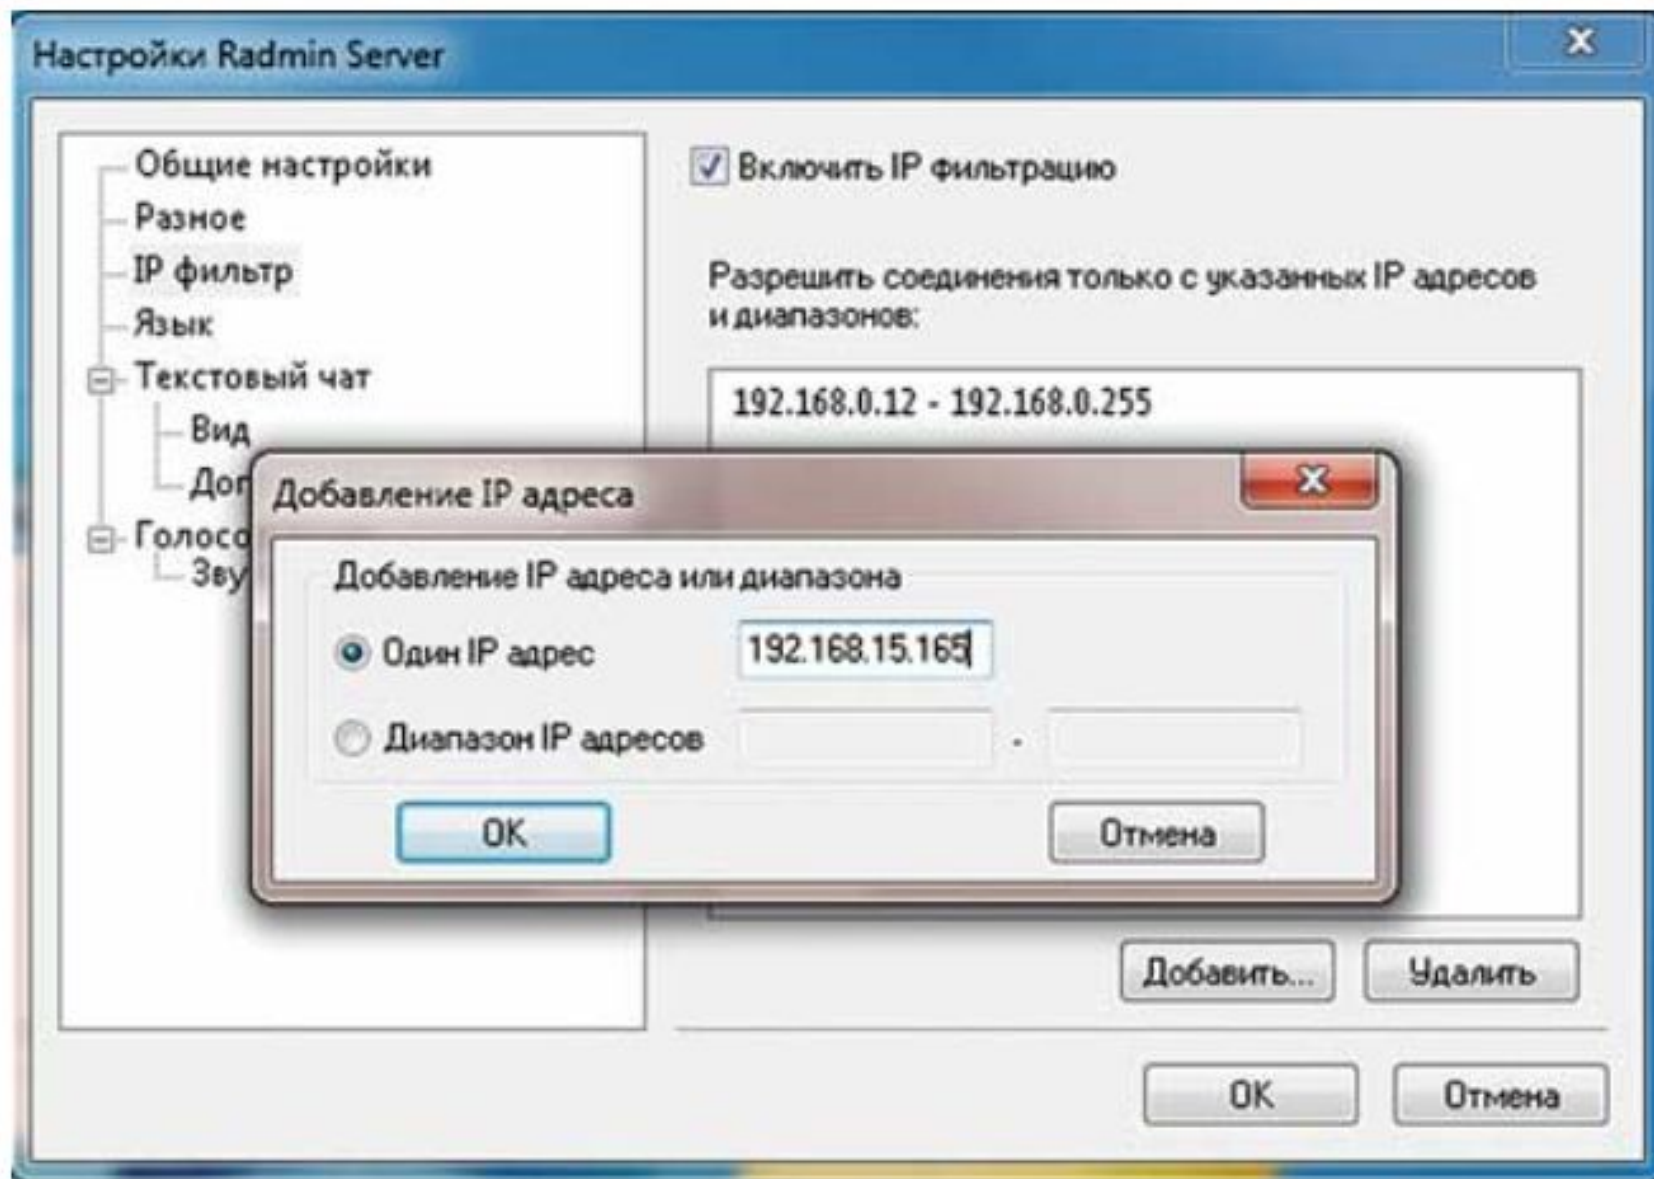 Настройки Radmin Server
Общие настройки
Разное
IP фильтр
Язык
Текстовый чат
Вид
Включить IP фильтрацию
Разрешить соединения только с указанных IP адресов
и диапазонов:
192.168.0.12 - 192.168.0.255
Добавление IP адреса
Добавление IP адреса или диапазона
Один IP адрес
192.168.15.165
Диапазон IP адресов -
OK
Отмена
Добавить...
Удалить
OK
Отмена